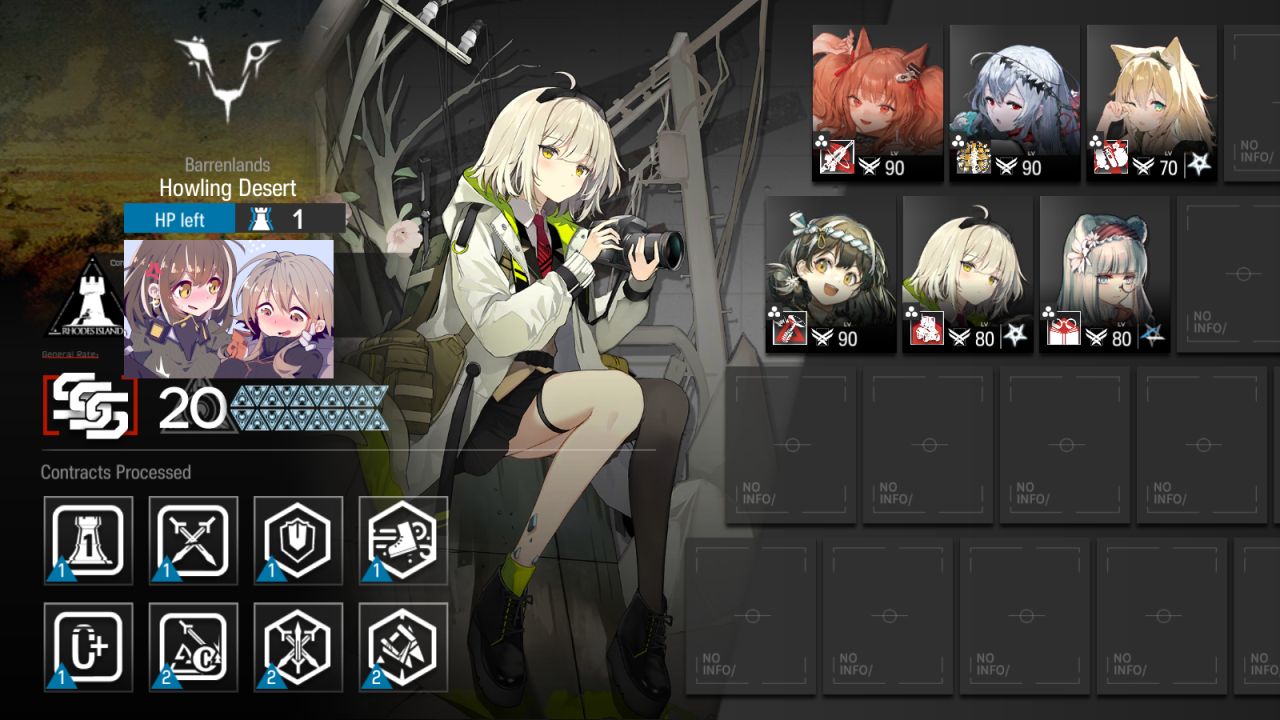 Barrenlands
Howling Desert
HP left 1
RHODES ISLAND
General Rate:
20
Contracts Processed
1
1
1
1
1
2
2
2
LV 90
LV 90
LV 70
NO INFO/
LV 90
LV 80
LV 80
NO INFO/
NO INFO/
NO INFO/
NO INFO/
NO INFO/
NO INFO/
NO INFO/
NO INFO/
NO INFO/
NO INFO/